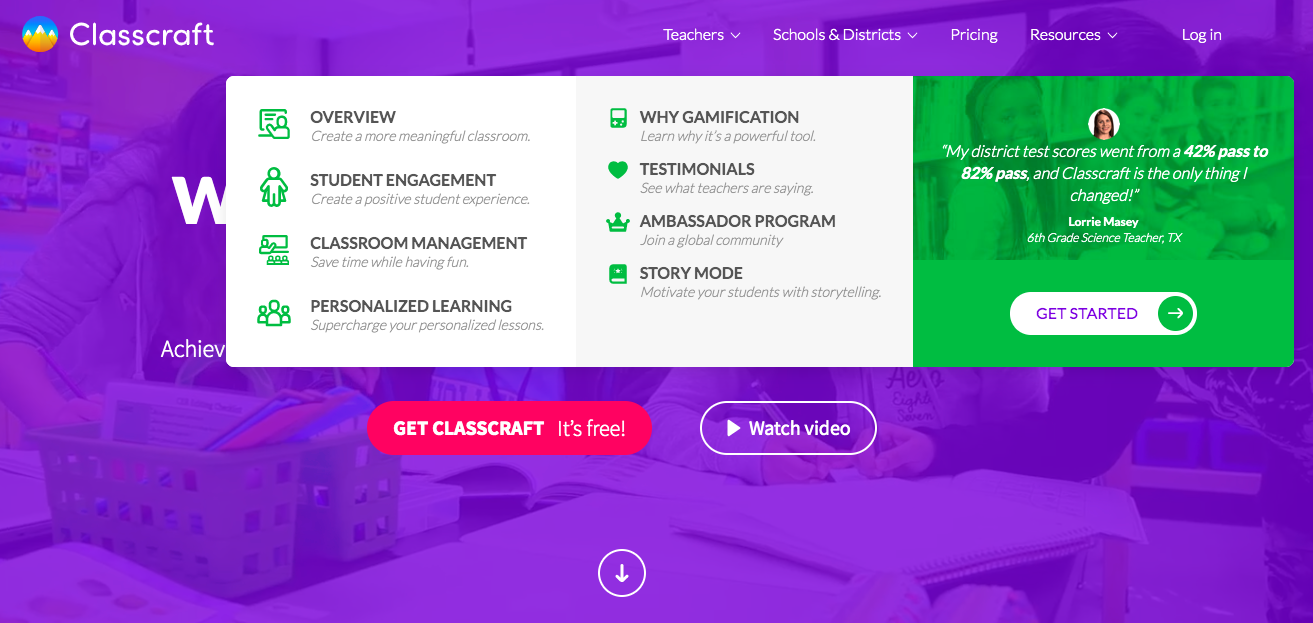 Classcraft
Teachers
Schools & Districts
Pricing
Resources
Log in
OVERVIEW
Create a more meaningful classroom.
STUDENT ENGAGEMENT
Create a positive student experience.
CLASSROOM MANAGEMENT
Save time while having fun.
PERSONALIZED LEARNING
Supercharge your personalized lessons.
WHY GAMIFICATION
Learn why it's a powerful tool.
TESTIMONIALS
See what teachers are saying.
AMBASSADOR PROGRAM
Join a global community
STORY MODE
Motivate your students with storytelling.
"My district test scores went from a 42% pass to
82% pass, and Classcraft is the only thing I
changed!"
Lorrie Masey
6th Grade Science Teacher, TX
GET STARTED
W
Achiev
Aero
Eight
Seven
GET CLASSCRAFT It's free!
Watch video